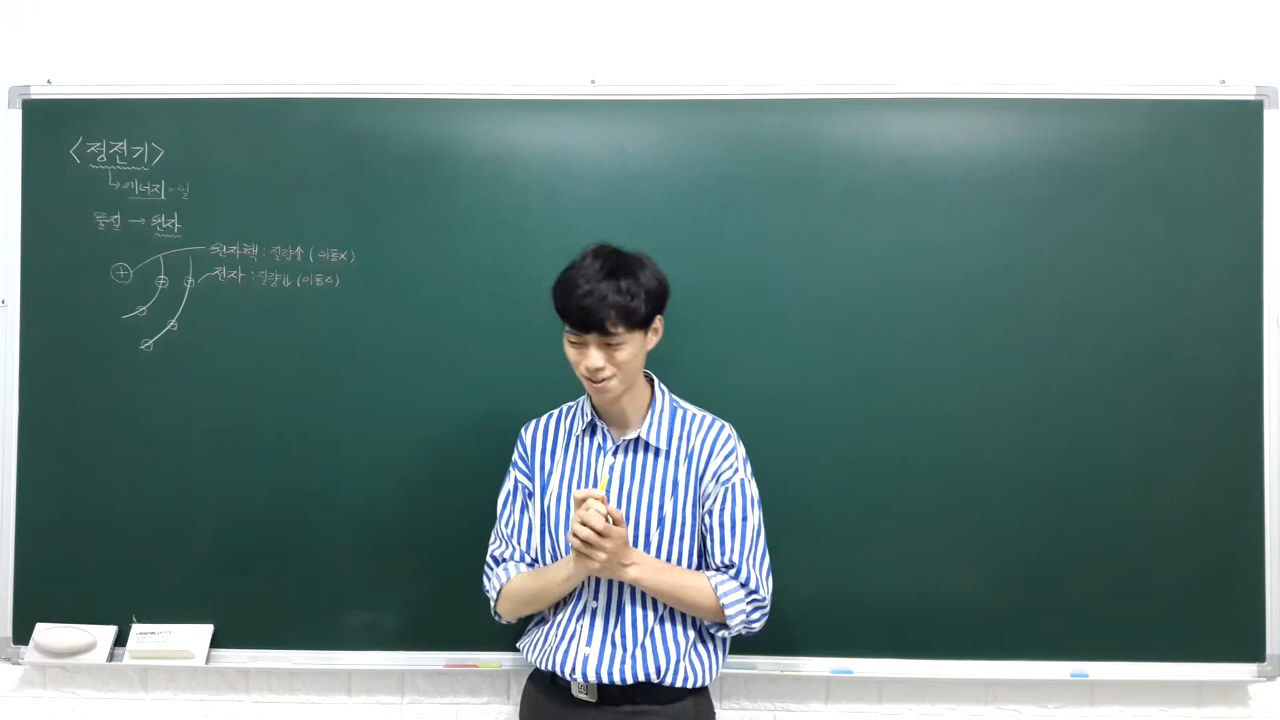 <정전기>
↳ 에너지 = 일
물질 → 원자
원자핵 : 질량↑ (이동X)
전자 : 질량↓ (이동O)